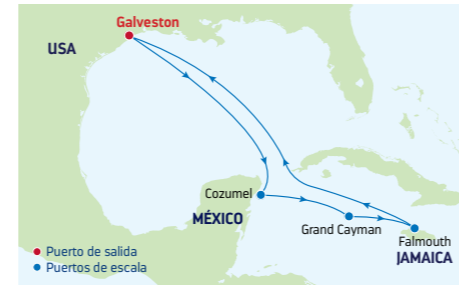 Galveston
USA
Cozumel
MÉXICO
Grand Cayman
Falmouth
JAMAICA
Puerto de salida
Puertos de escala